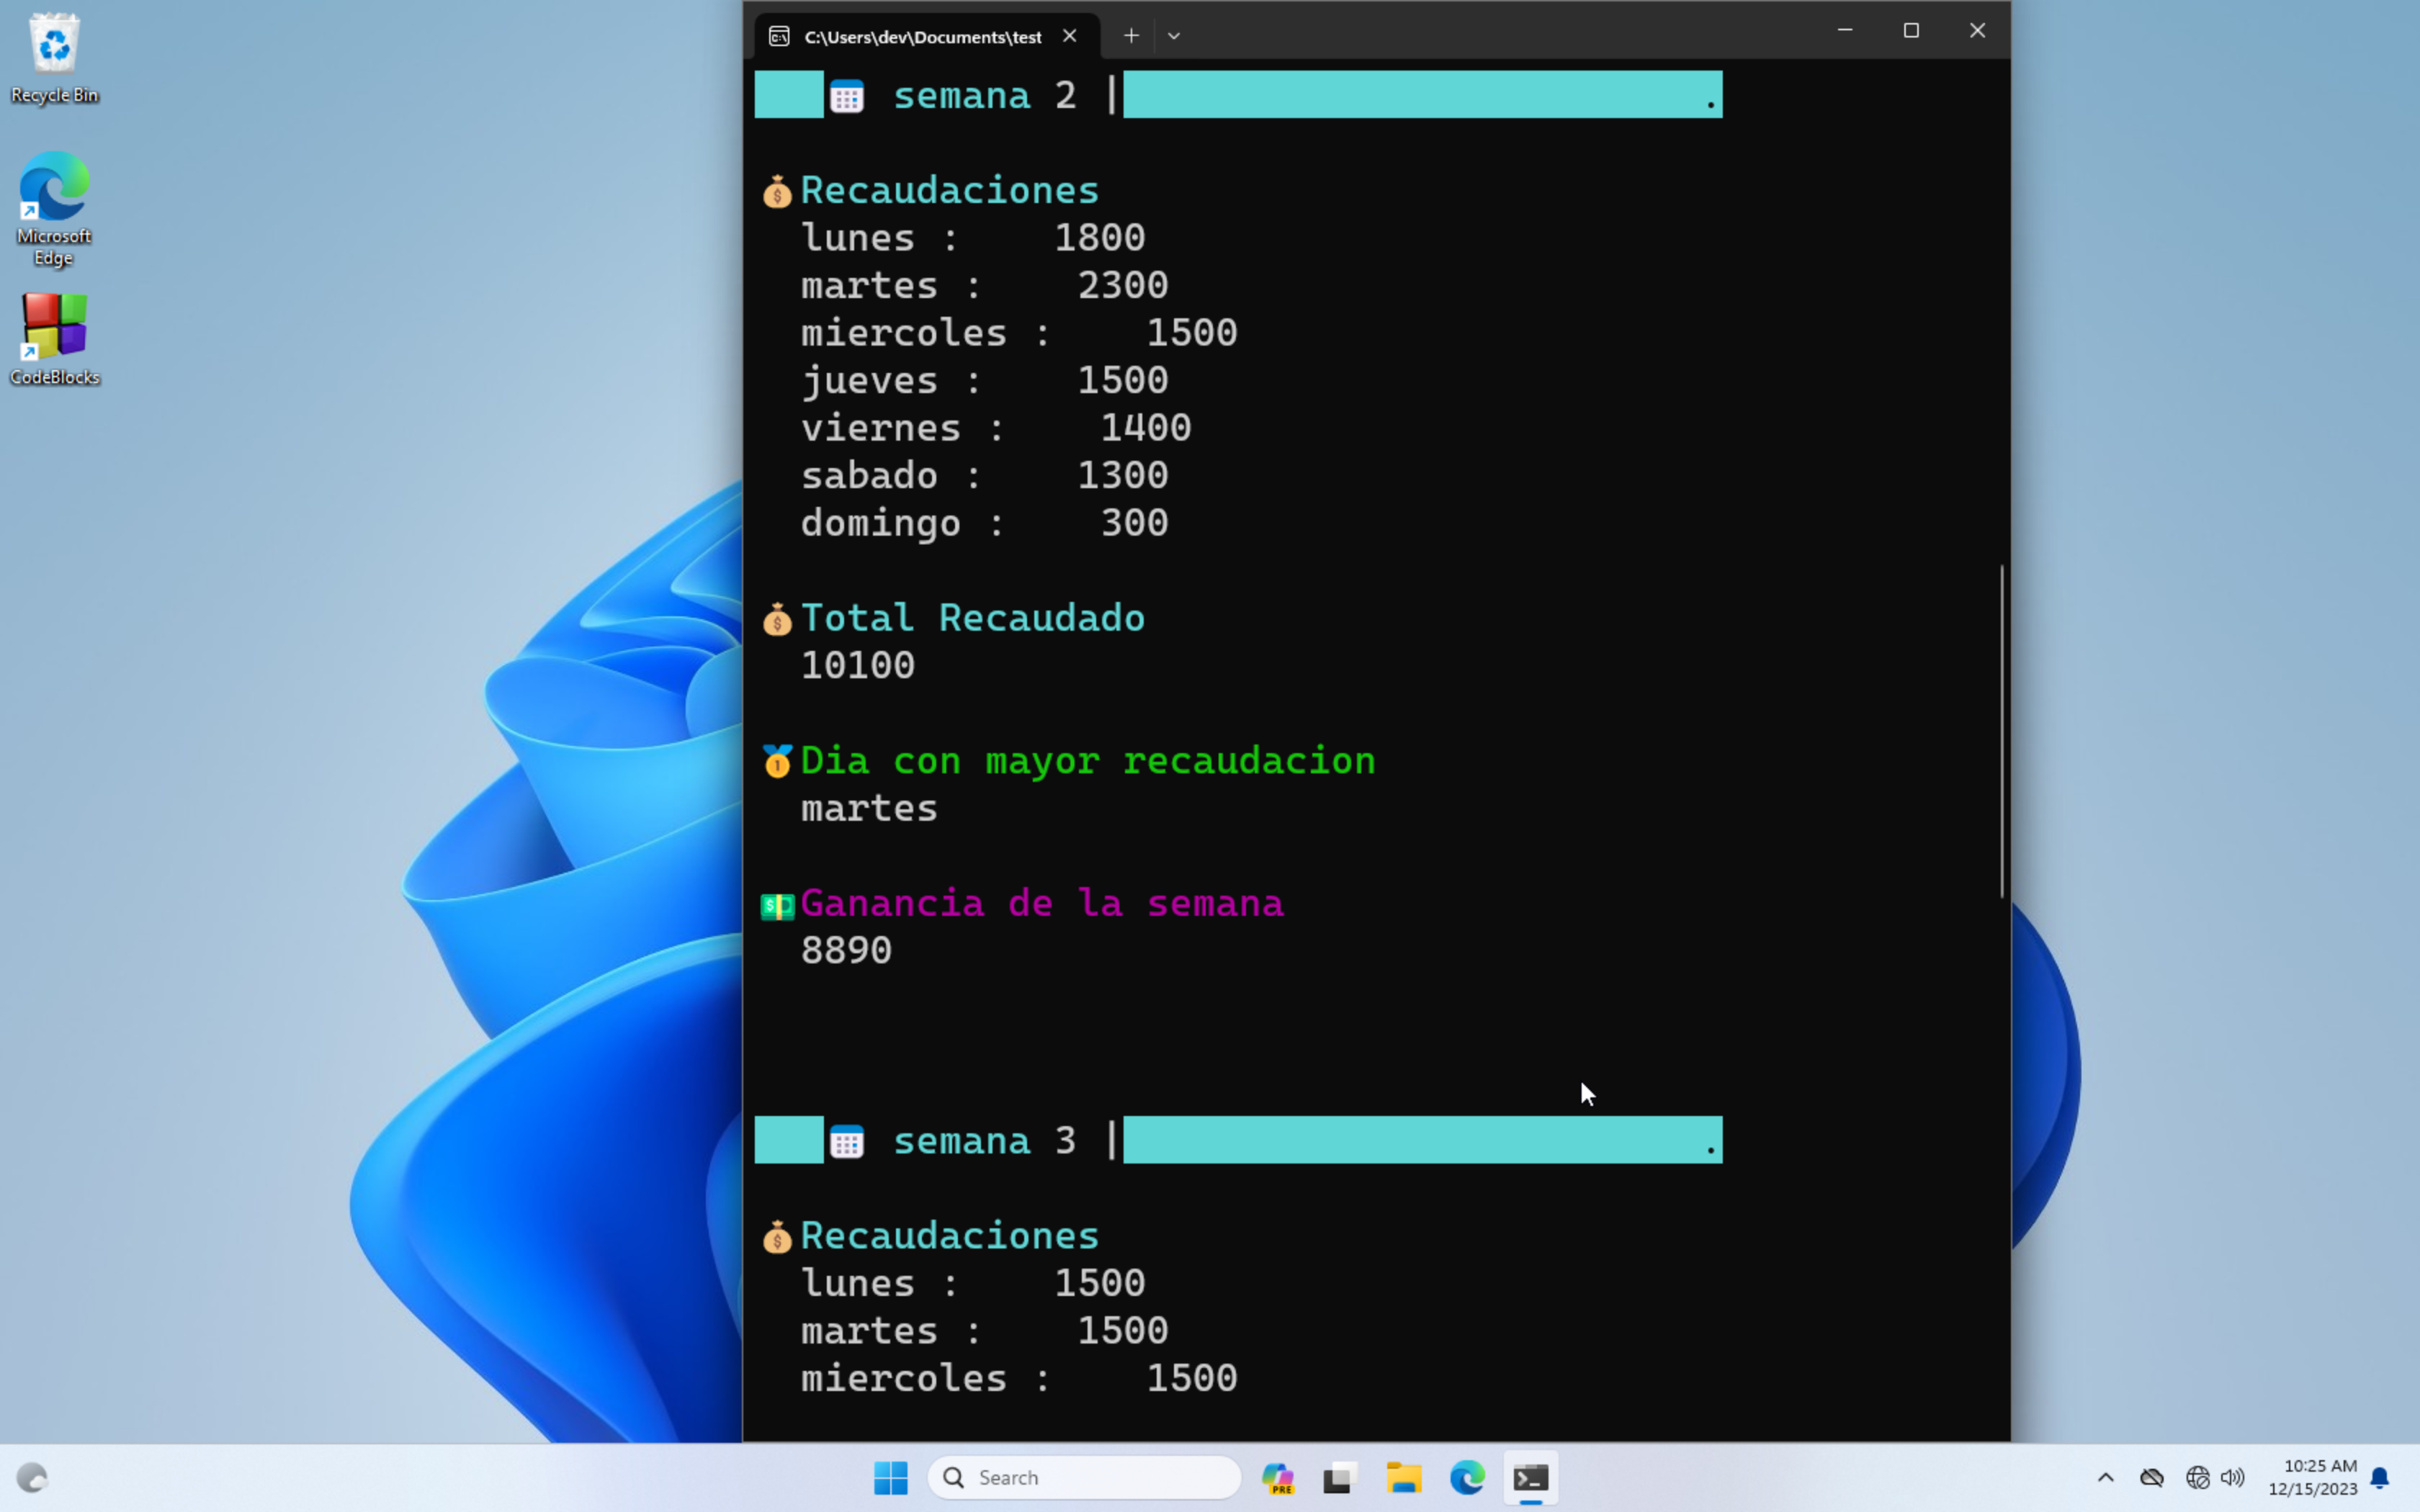 Recycle Bin
Microsoft
Edge
CodeBlocks
C:\Users\dev\Documents\test
semana 2 |
.
Recaudaciones
lunes :    1800
martes :    2300
miercoles :    1500
jueves :    1500
viernes :    1400
sabado :    1300
domingo :    300
Total Recaudado
10100
Dia con mayor recaudacion
martes
Ganancia de la semana
8890
semana 3 |
.
Recaudaciones
lunes :    1500
martes :    1500
miercoles :    1500
Search
PRE
10:25 AM
12/15/2023